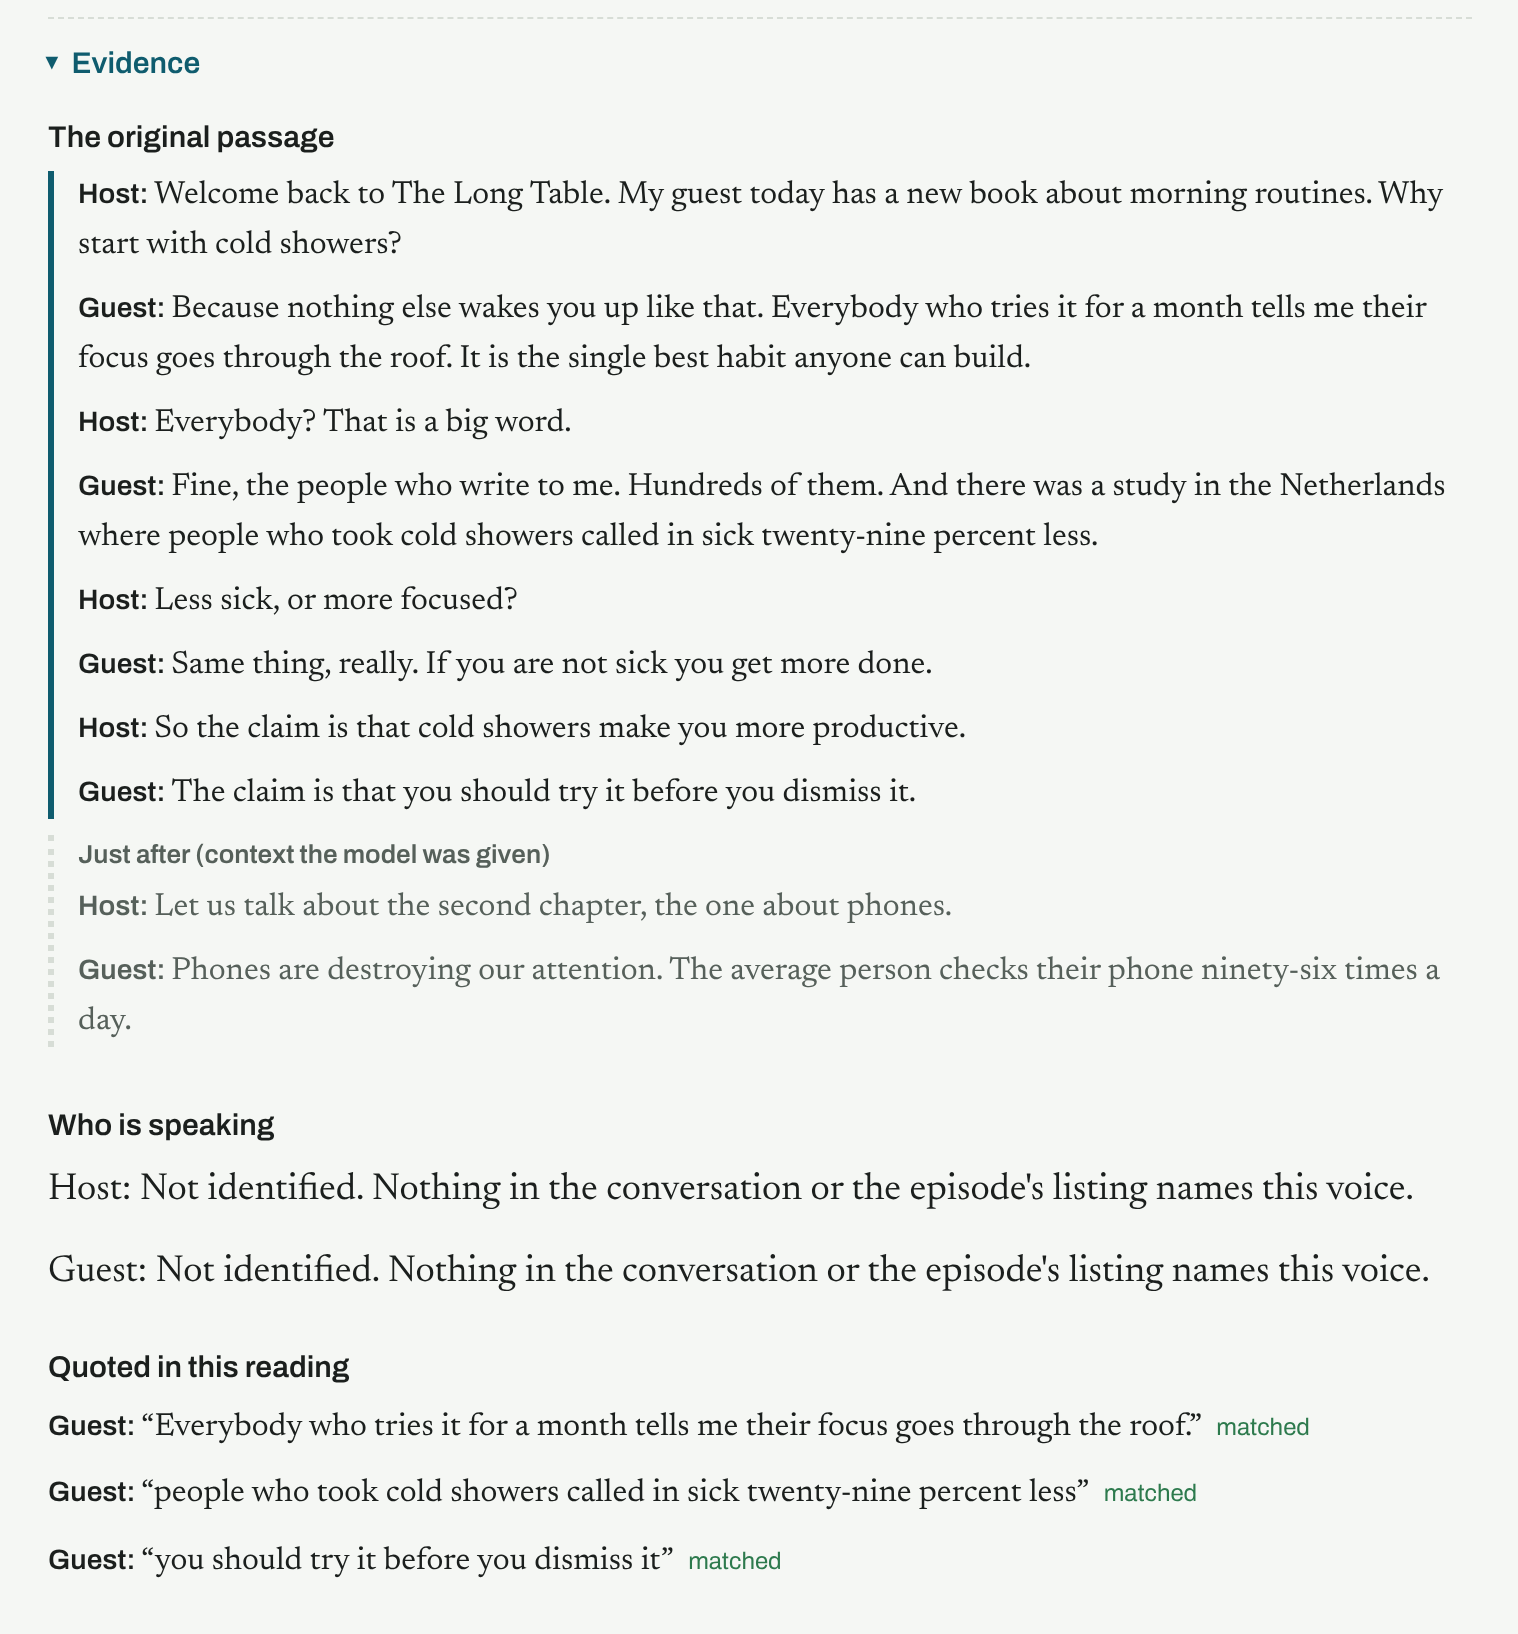 ▼ Evidence
The original passage
Host: Welcome back to The Long Table. My guest today has a new book about morning routines. Why
start with cold showers?
Guest: Because nothing else wakes you up like that. Everybody who tries it for a month tells me their
focus goes through the roof. It is the single best habit anyone can build.
Host: Everybody? That is a big word.
Guest: Fine, the people who write to me. Hundreds of them. And there was a study in the Netherlands
where people who took cold showers called in sick twenty-nine percent less.
Host: Less sick, or more focused?
Guest: Same thing, really. If you are not sick you get more done.
Host: So the claim is that cold showers make you more productive.
Guest: The claim is that you should try it before you dismiss it.
Just after (context the model was given)
Host: Let us talk about the second chapter, the one about phones.
Guest: Phones are destroying our attention. The average person checks their phone ninety-six times a
day.
Who is speaking
Host: Not identified. Nothing in the conversation or the episode's listing names this voice.
Guest: Not identified. Nothing in the conversation or the episode's listing names this voice.
Quoted in this reading
Guest: “Everybody who tries it for a month tells me their focus goes through the roof.” matched
Guest: “people who took cold showers called in sick twenty-nine percent less” matched
Guest: “you should try it before you dismiss it” matched